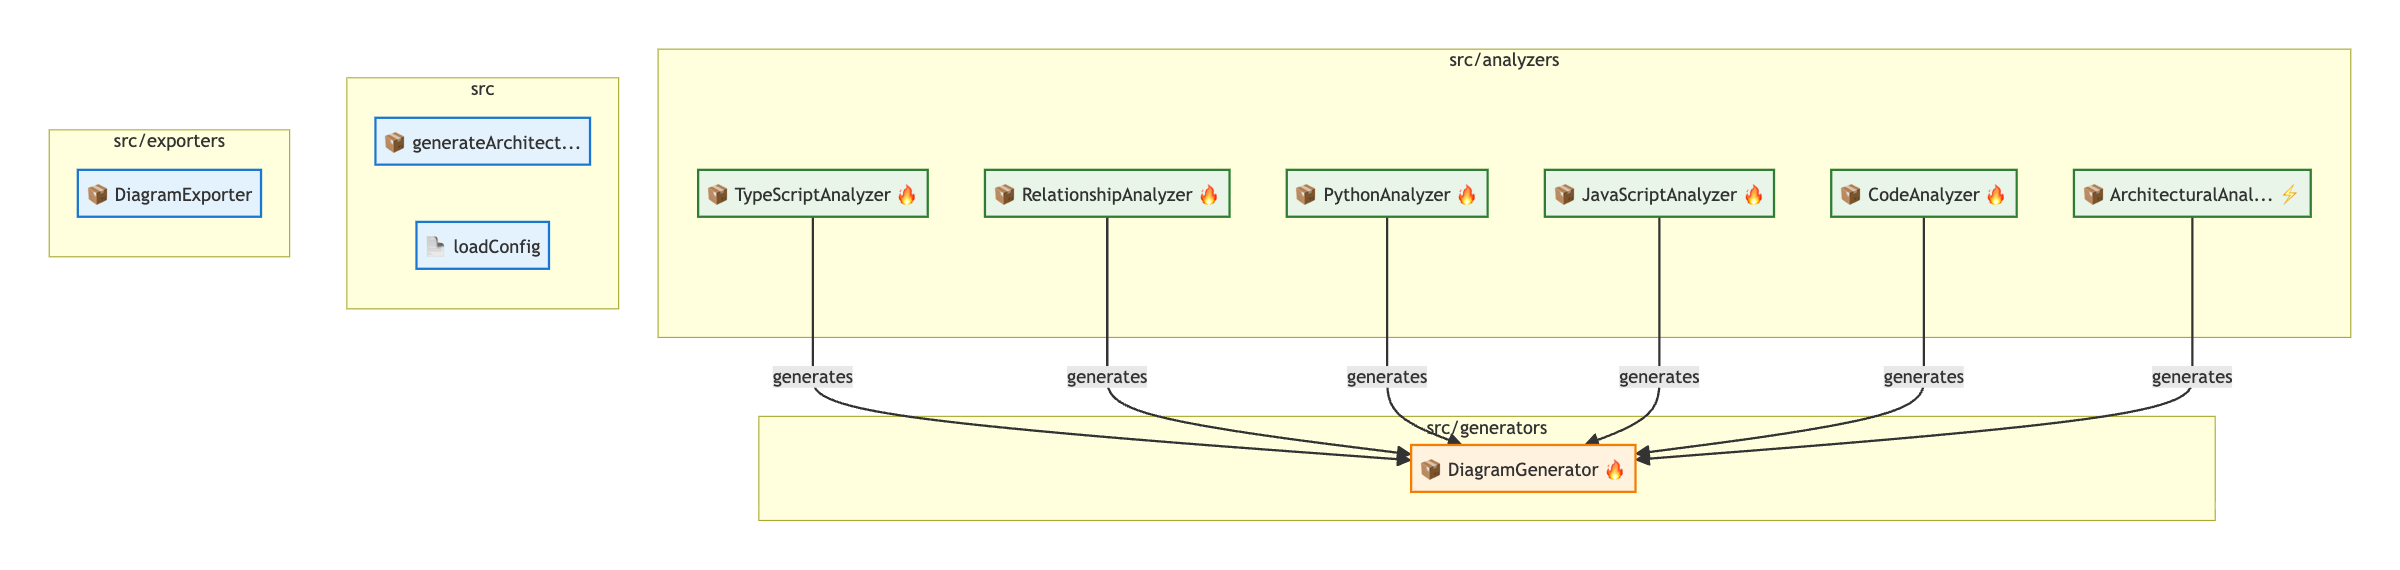 src/exporters
📦 DiagramExporter
src
📦 generateArchitect...
📄 loadConfig
src/analyzers
📦 TypeScriptAnalyzer 🔥
📦 RelationshipAnalyzer 🔥
📦 PythonAnalyzer 🔥
📦 JavaScriptAnalyzer 🔥
📦 CodeAnalyzer 🔥
📦 ArchitecturalAnal... ⚡
generates
generates
generates
generates
generates
generates
src/generators
📦 DiagramGenerator 🔥